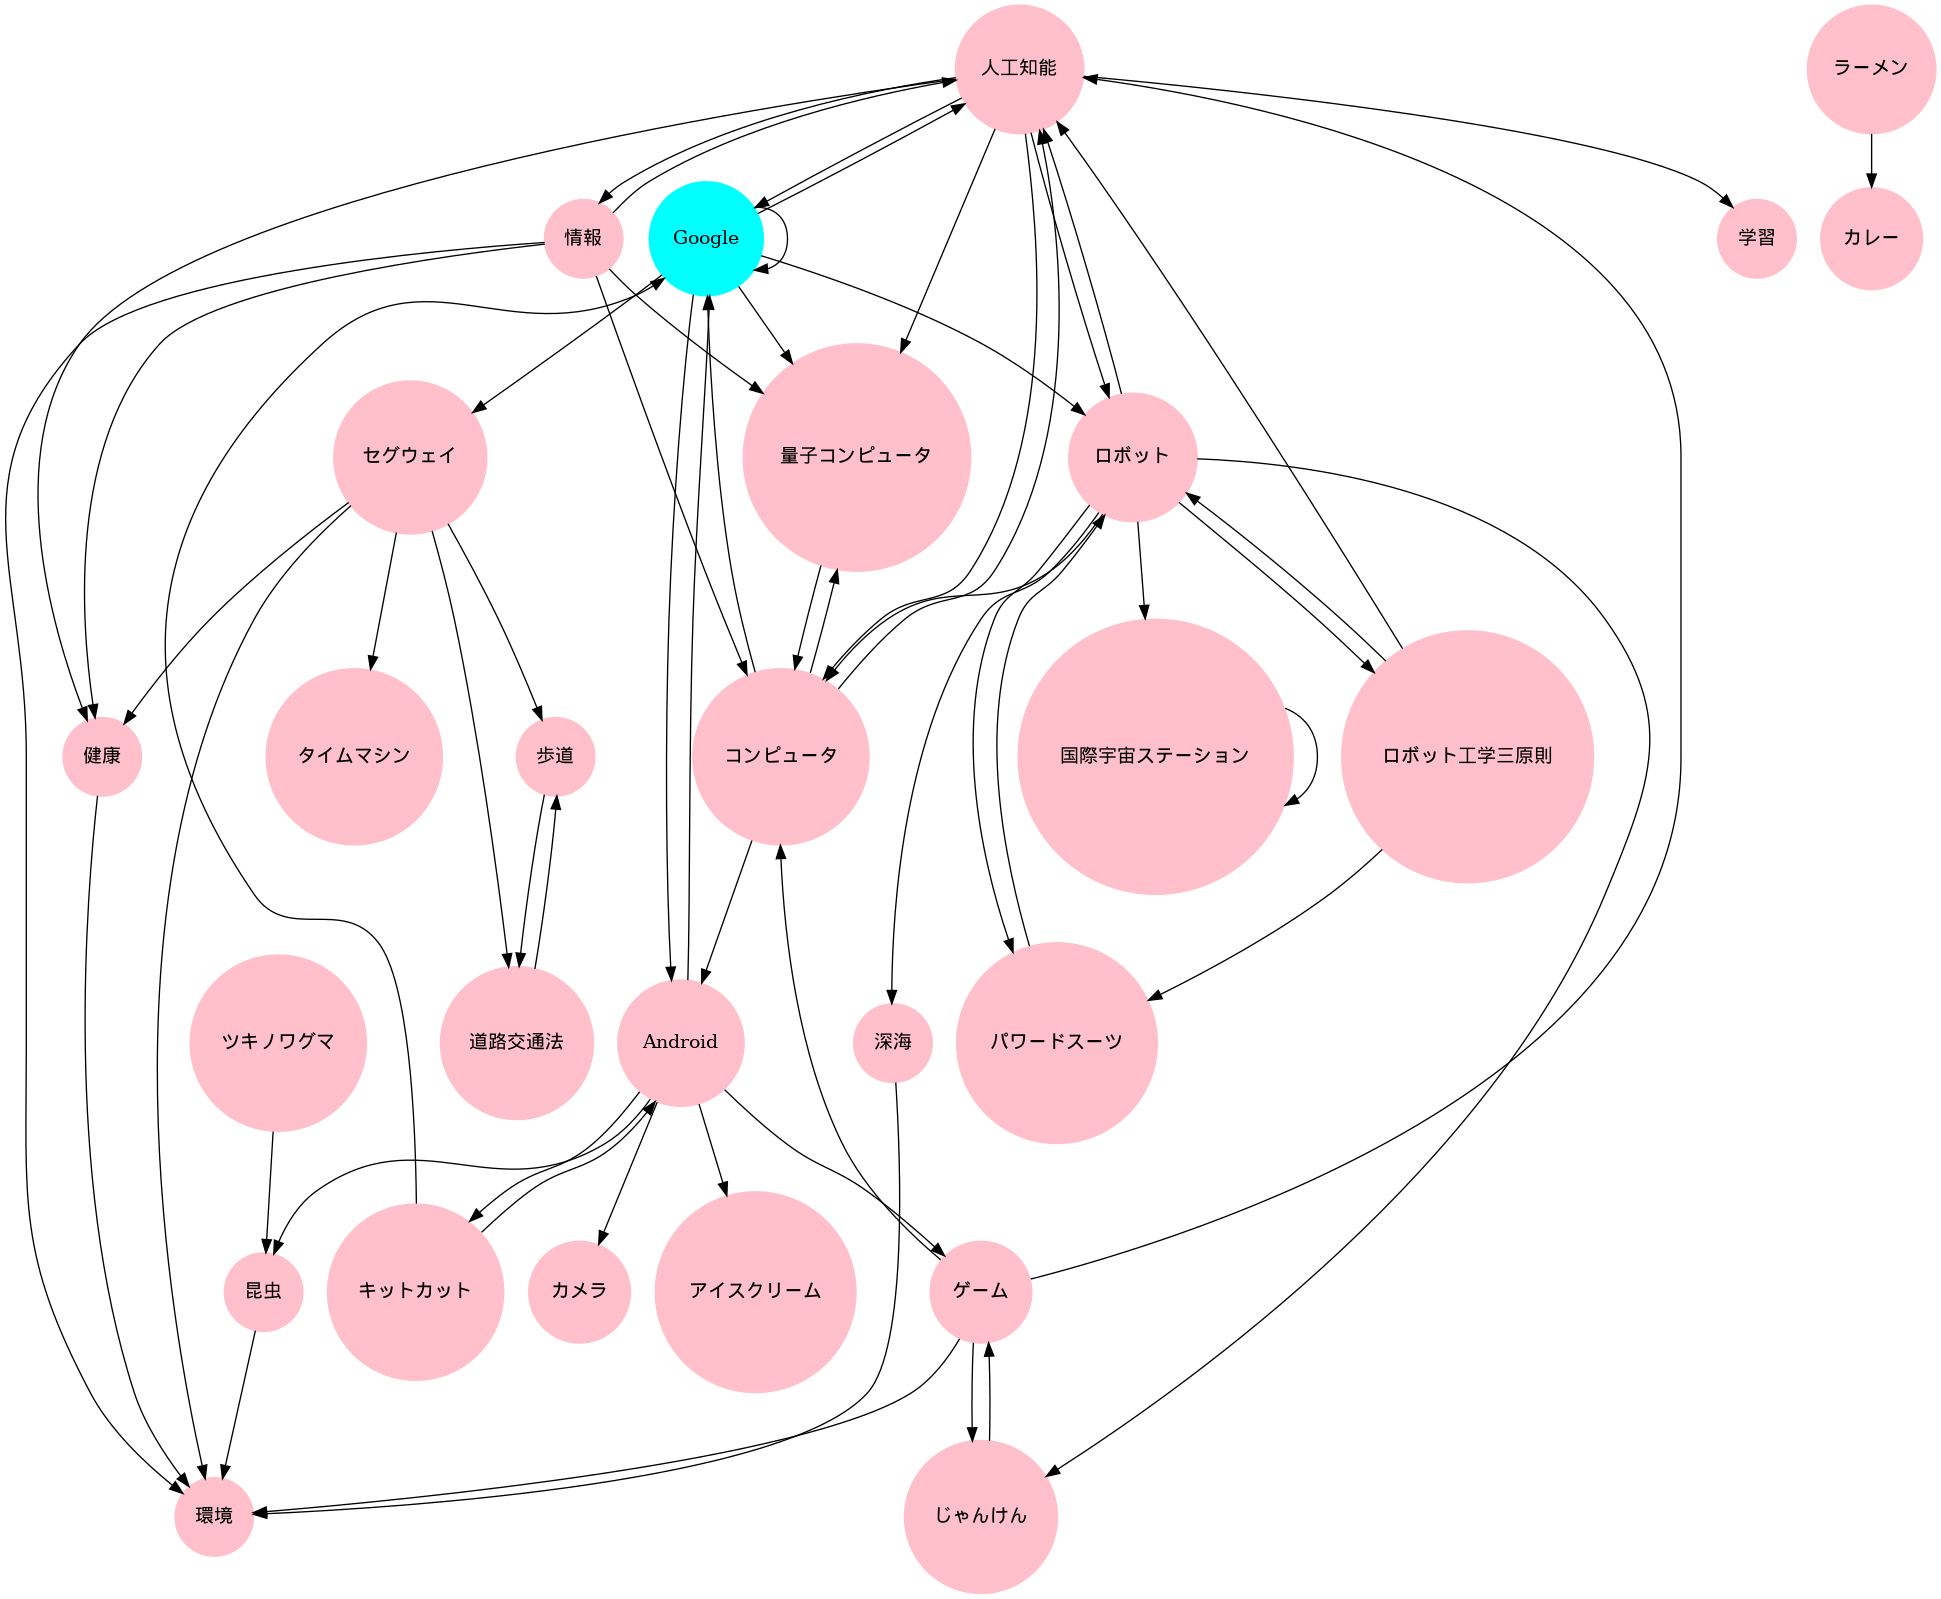 人工知能
ラーメン
情報
Google
学習
カレー
セグウェイ
量子コンピュータ
ロボット
健康
タイムマシン
歩道
コンピュータ
国際宇宙ステーション
ロボット工学三原則
ツキノワグマ
道路交通法
Android
深海
パワードスーツ
昆虫
キットカット
カメラ
アイスクリーム
ゲーム
環境
じゃんけん